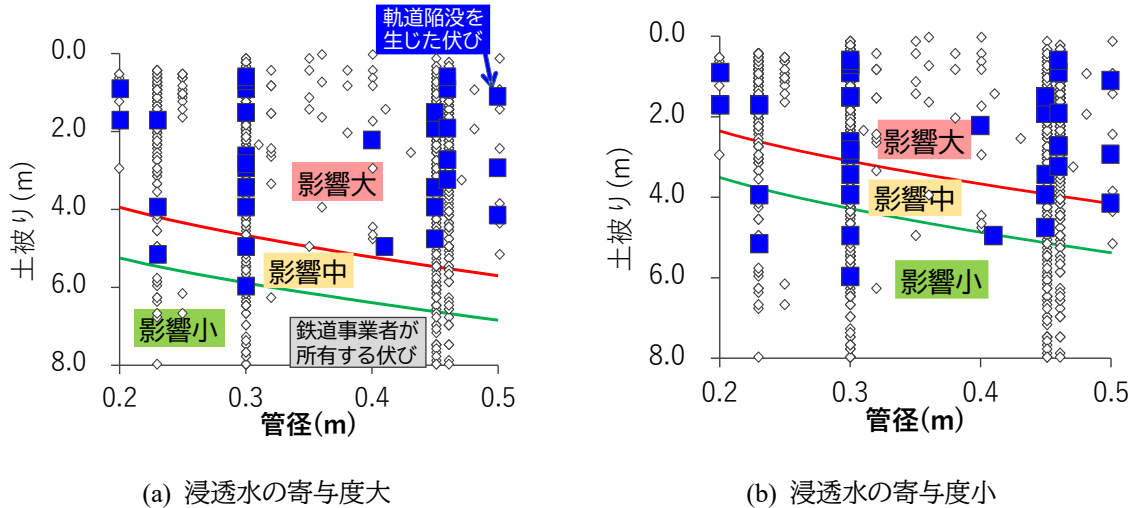 軌道陥没を
生じた伏び
0.0
2.0
4.0
6.0
8.0
土被り(m)
影響大
影響中
影響小
鉄道事業者が
所有する伏び
0.2
0.3
0.4
0.5
管径(m)
(a) 浸透水の寄与度大
0.0
2.0
4.0
6.0
8.0
土被り(m)
影響大
影響中
影響小
0.2
0.3
0.4
0.5
管径(m)
(b) 浸透水の寄与度小